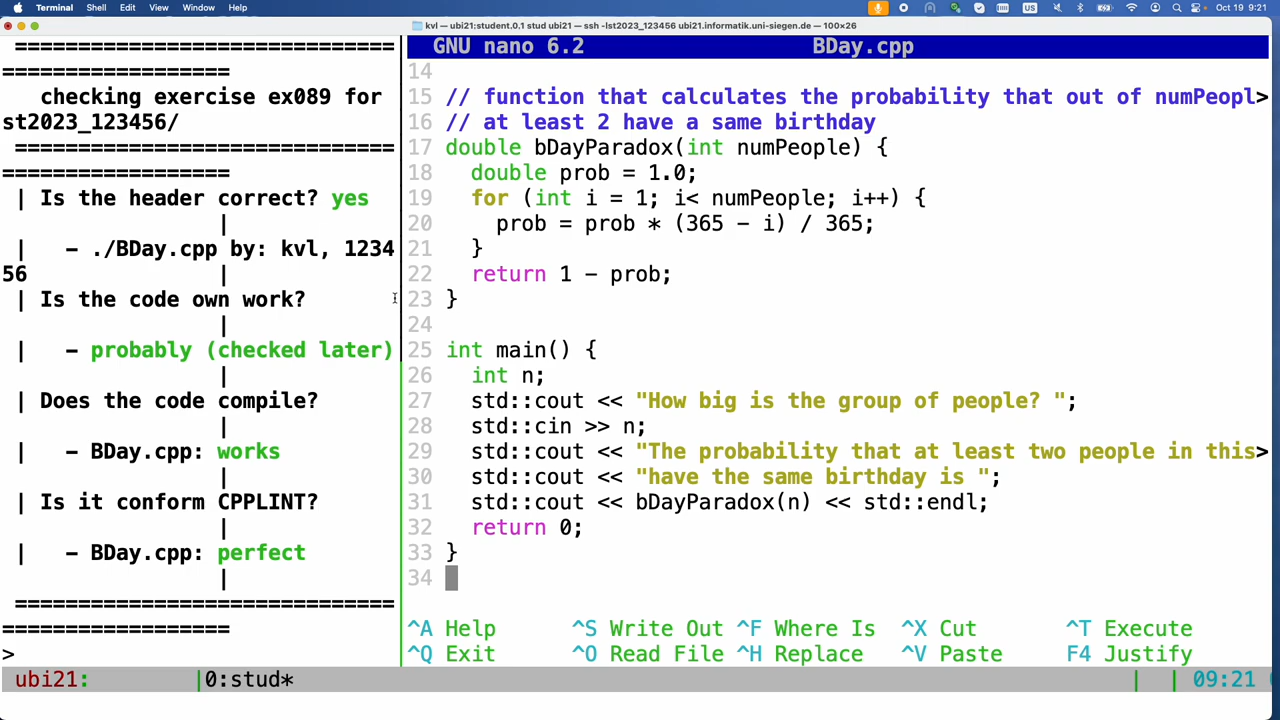 Terminal Shell Edit View Window Help US Oct 19 9:21
kvl — ubi21:student.0.1 stud ubi21 — ssh -lst2023_123456 ubi21.informatik.uni-siegen.de — 100×26
==============================
=================
checking exercise ex089 for
st2023_123456/
==============================
=================
| Is the header correct? yes
|
| - ./BDay.cpp by: kvl, 1234
56 |
| Is the code own work?
|
| - probably (checked later)
|
| Does the code compile?
|
| - BDay.cpp: works
|
| Is it conform CPPLINT?
|
| - BDay.cpp: perfect
|
==============================
=================
>
GNU nano 6.2 BDay.cpp
14
15 // function that calculates the probability that out of numPeopl>
16 // at least 2 have a same birthday
17 double bDayParadox(int numPeople) {
18 double prob = 1.0;
19 for (int i = 1; i< numPeople; i++) {
20 prob = prob * (365 - i) / 365;
21 }
22 return 1 - prob;
23 }
24
25 int main() {
26 int n;
27 std::cout << "How big is the group of people? ";
28 std::cin >> n;
29 std::cout << "The probability that at least two people in this>
30 std::cout << "have the same birthday is ";
31 std::cout << bDayParadox(n) << std::endl;
32 return 0;
33 }
34
^A Help ^S Write Out ^F Where Is ^X Cut ^T Execute
^Q Exit ^O Read File ^H Replace ^V Paste F4 Justify
ubi21: |0:stud* | | 09:21